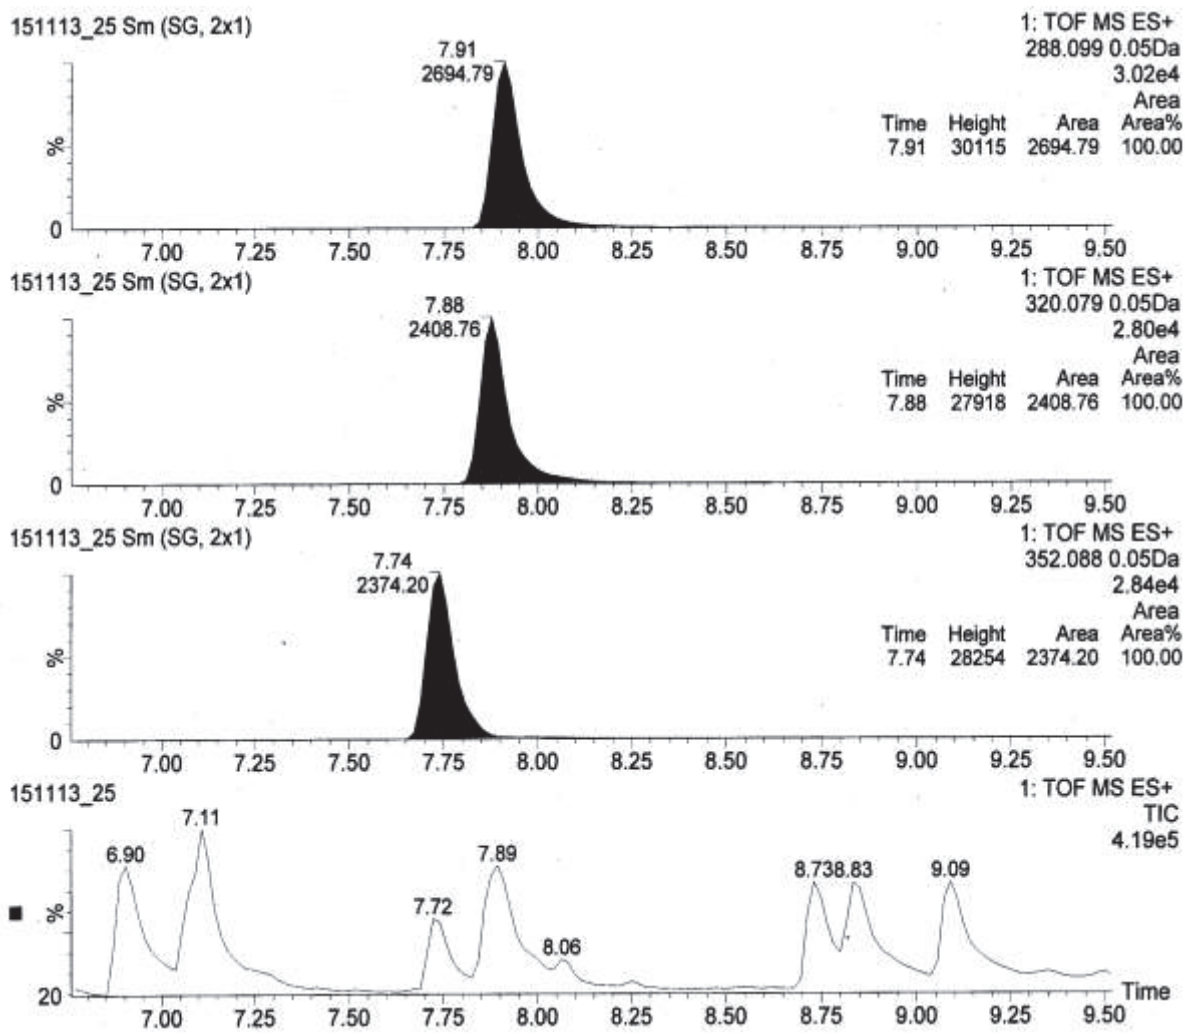 151113_25 Sm (SG, 2x1)
1: TOF MS ES+
288.099 0.05Da
3.02e4
7.91
2694.79
Area
Time Height Area Area%
7.91 30115 2694.79 100.00
%
0
7.00 7.25 7.50 7.75 8.00 8.25 8.50 8.75 9.00 9.25 9.50
151113_25 Sm (SG, 2x1)
1: TOF MS ES+
320.079 0.05Da
2.80e4
7.88
2408.76
Area
Time Height Area Area%
7.88 27918 2408.76 100.00
%
0
7.00 7.25 7.50 7.75 8.00 8.25 8.50 8.75 9.00 9.25 9.50
151113_25 Sm (SG, 2x1)
1: TOF MS ES+
352.088 0.05Da
2.84e4
7.74
2374.20
Area
Time Height Area Area%
7.74 28254 2374.20 100.00
%
0
7.00 7.25 7.50 7.75 8.00 8.25 8.50 8.75 9.00 9.25 9.50
151113_25
1: TOF MS ES+
TIC
4.19e5
6.90 7.11 7.72 7.89 8.06 8.73 8.83 9.09
%
20
Time
7.00 7.25 7.50 7.75 8.00 8.25 8.50 8.75 9.00 9.25 9.50